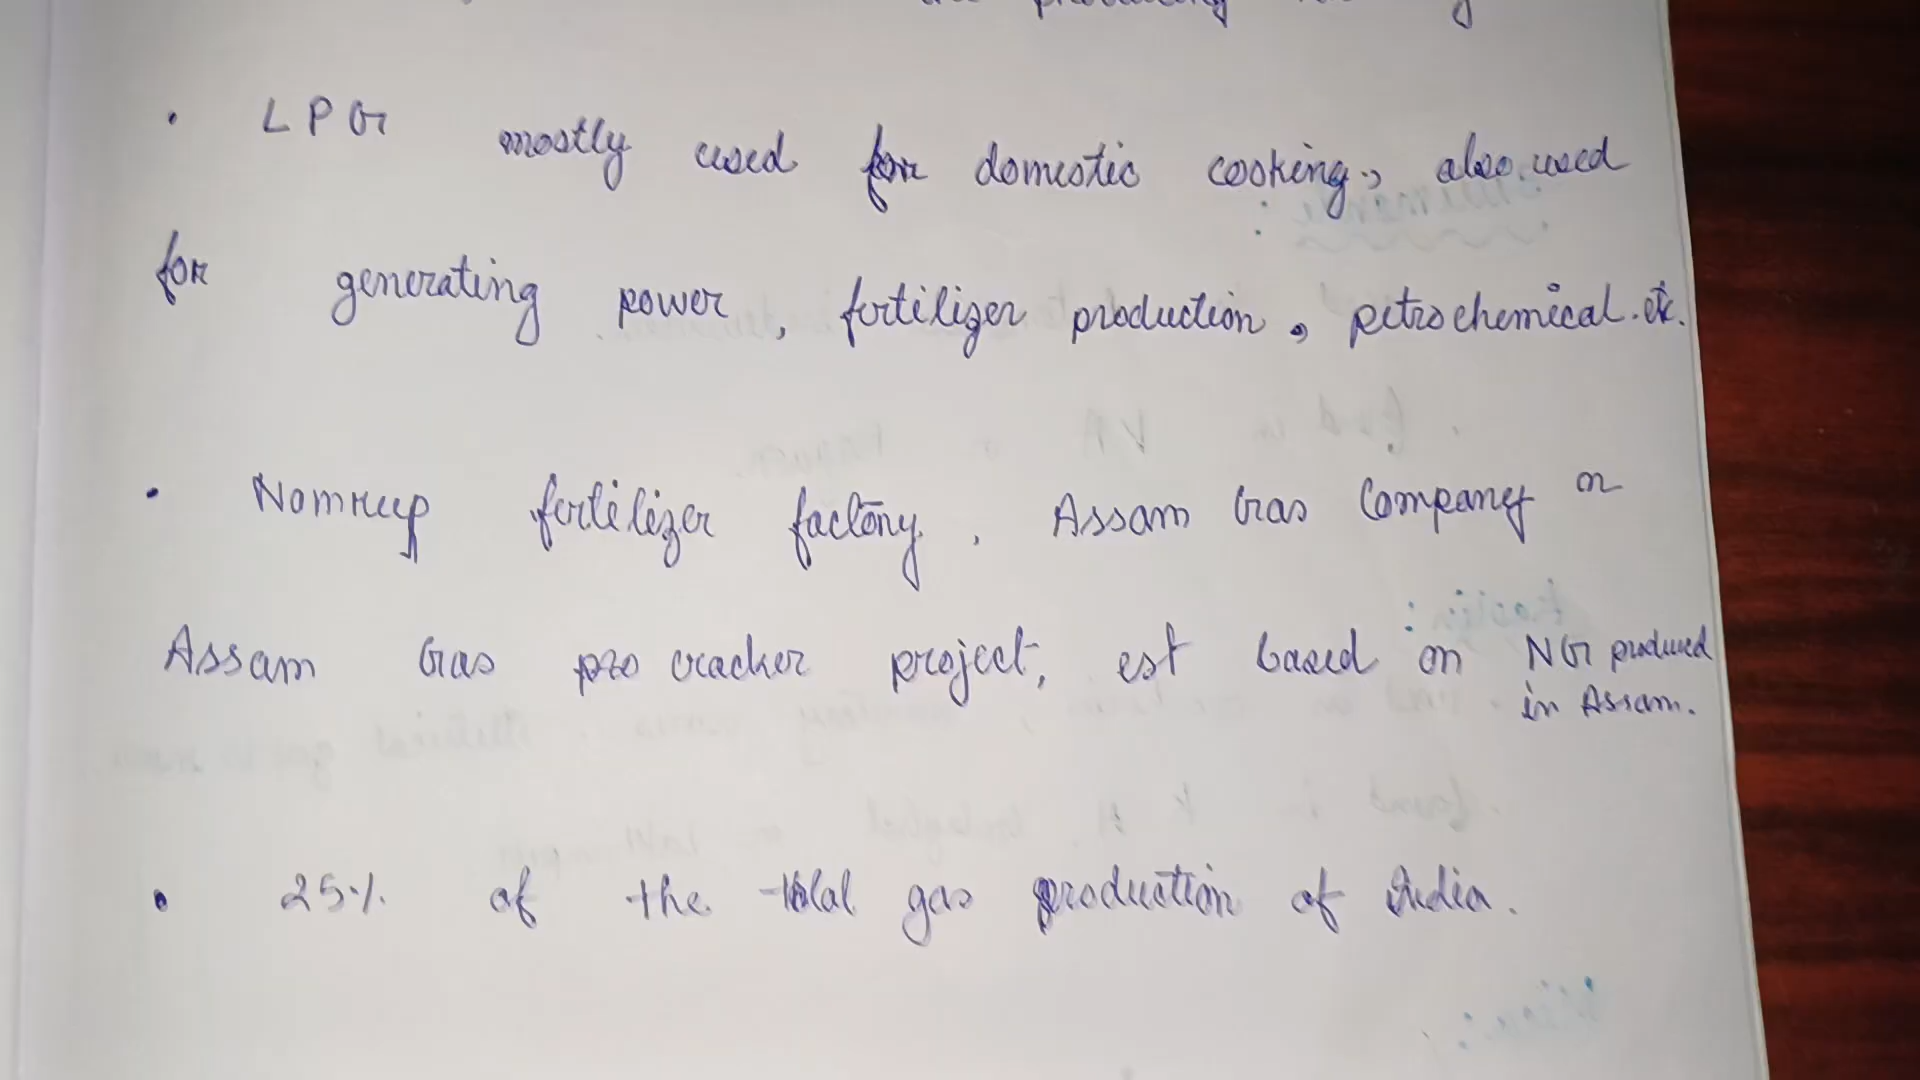 producing
• LPG mostly used for domestic cooking, also used
for generating power, fertilizer production, petrochemical. etc.
• Namrup fertilizer factory, Assam Gas Company &
Assam Gas pro cracker project, est based on NG produced
in Assam.
• 25% of the total gas production of India.